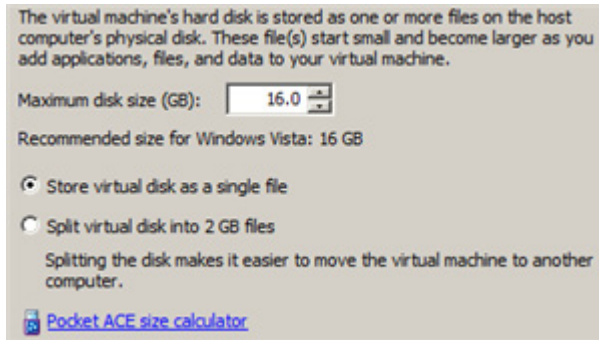 The virtual machine's hard disk is stored as one or more files on the host
computer's physical disk. These file(s) start small and become larger as you
add applications, files, and data to your virtual machine.
Maximum disk size (GB): 16.0
Recommended size for Windows Vista: 16 GB
Store virtual disk as a single file
Split virtual disk into 2 GB files
Splitting the disk makes it easier to move the virtual machine to another
computer.
Pocket ACE size calculator